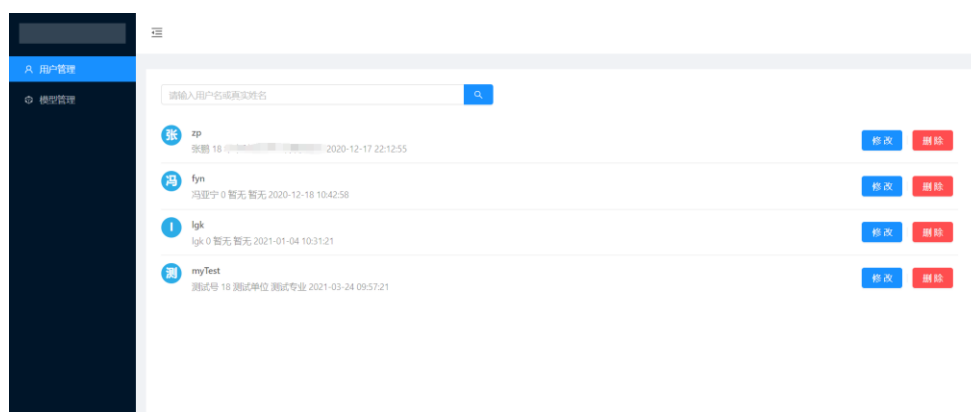 用户管理
模型管理
请输入用户名或真实姓名
张 zp 修 改 删 除
张鹏 18 2020-12-17 22:12:55
冯 fyn 修 改 删 除
冯亚宁 0 暂无 暂无 2020-12-18 10:42:58
l lgk 修 改 删 除
lgk 0 暂无 暂无 2021-01-04 10:31:21
测 myTest 修 改 删 除
测试号 18 测试单位 测试专业 2021-03-24 09:57:21